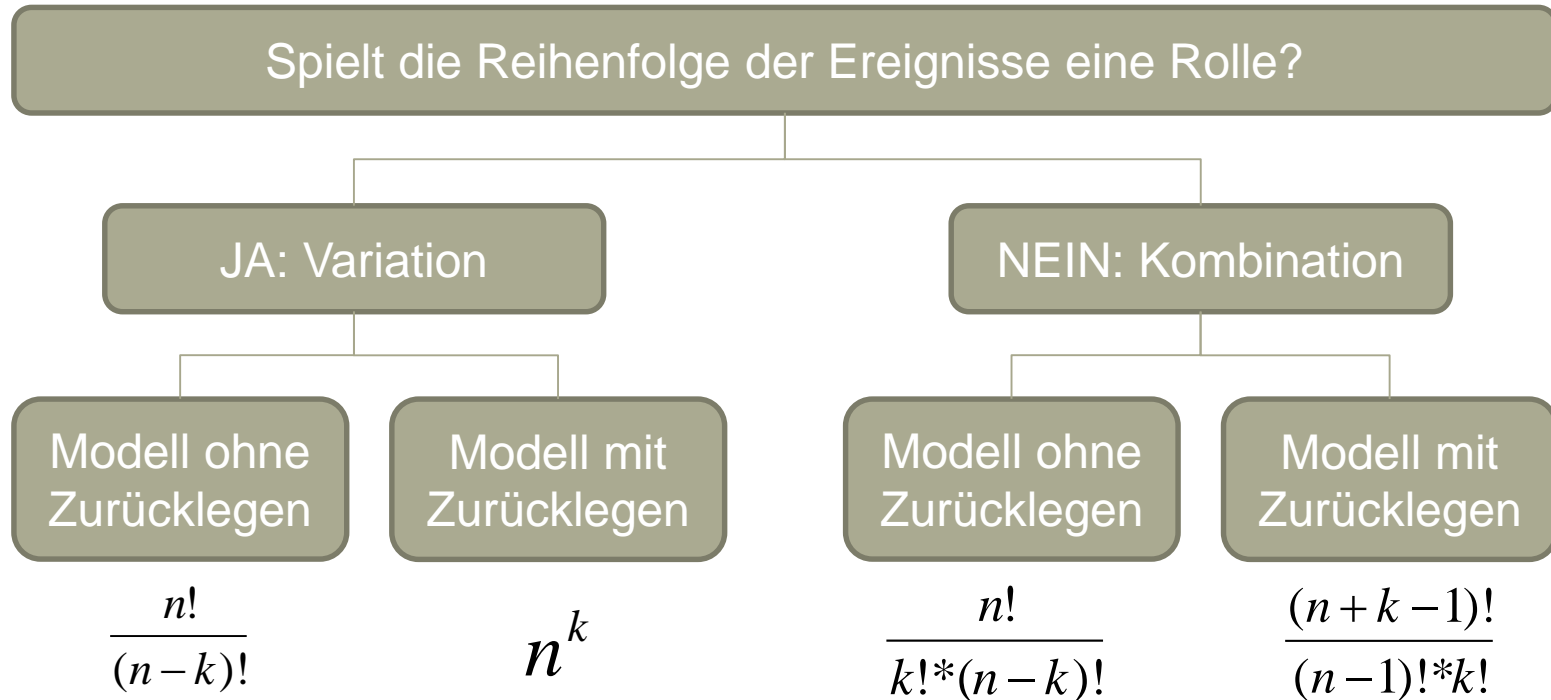 Spielt die Reihenfolge der Ereignisse eine Rolle?
JA: Variation
NEIN: Kombination
Modell ohne
Zurücklegen
Modell mit
Zurücklegen
Modell ohne
Zurücklegen
Modell mit
Zurücklegen
n!
(n−k)!
n^k
n!
k!*(n−k)!
(n+k−1)!
(n−1)!*k!